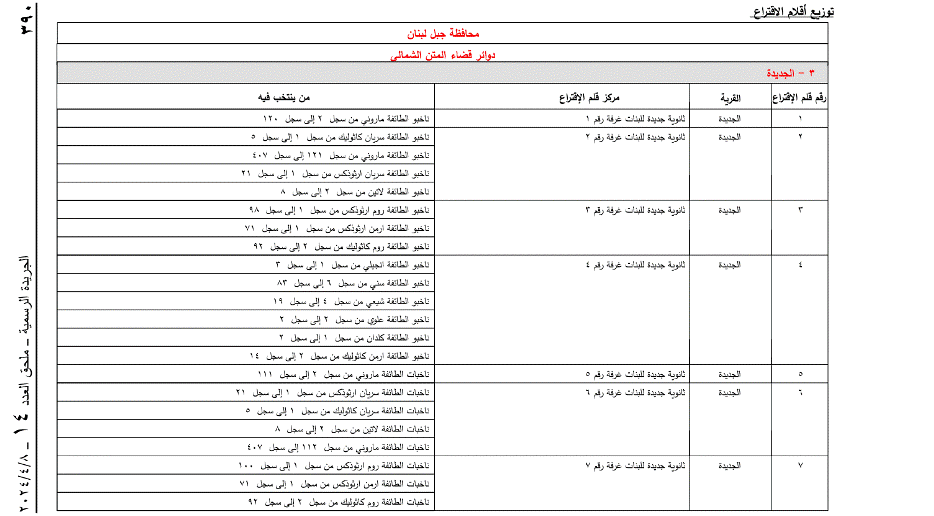 توزيع أقلام الإقتراع
محافظة جبل لبنان
دوائر قضاء المتن الشمالي
٣ - الجديدة
رقم قلم الإقتراع القرية مركز قلم الإقتراع من ينتخب فيه
١ الجديدة ثانوية جديدة للبنات غرفة رقم ١ ناخبو الطائفة ماروني من سجل ٢ إلى سجل ١٢٠
٢ الجديدة ثانوية جديدة للبنات غرفة رقم ٢ ناخبو الطائفة سريان كاثوليك من سجل ١ إلى سجل ٥
ناخبو الطائفة ماروني من سجل ١٢١ إلى سجل ٤٠٧
ناخبو الطائفة سريان ارثوذكس من سجل ١ إلى سجل ٢١
ناخبو الطائفة لاتين من سجل ٢ إلى سجل ٨
٣ الجديدة ثانوية جديدة للبنات غرفة رقم ٣ ناخبو الطائفة روم ارثوذكس من سجل ١ إلى سجل ٩٨
ناخبو الطائفة ارمن ارثوذكس من سجل ١ إلى سجل ٧١
ناخبو الطائفة روم كاثوليك من سجل ٢ إلى سجل ٩٢
٤ الجديدة ثانوية جديدة للبنات غرفة رقم ٤ ناخبو الطائفة انجيلي من سجل ١ إلى سجل ٣
ناخبو الطائفة سني من سجل ٦ إلى سجل ٨٣
ناخبو الطائفة شيعي من سجل ٤ إلى سجل ١٩
ناخبو الطائفة علوي من سجل ٢ إلى سجل ٢
ناخبو الطائفة كلدان من سجل ١ إلى سجل ٢
ناخبو الطائفة ارمن كاثوليك من سجل ٢ إلى سجل ١٤
٥ الجديدة ثانوية جديدة للبنات غرفة رقم ٥ ناخبات الطائفة ماروني من سجل ٢ إلى سجل ١١١
٦ الجديدة ثانوية جديدة للبنات غرفة رقم ٦ ناخبات الطائفة سريان ارثوذكس من سجل ١ إلى سجل ٢١
ناخبات الطائفة سريان كاثوليك من سجل ١ إلى سجل ٥
ناخبات الطائفة لاتين من سجل ٢ إلى سجل ٨
ناخبات الطائفة ماروني من سجل ١١٢ إلى سجل ٤٠٧
٧ الجديدة ثانوية جديدة للبنات غرفة رقم ٧ ناخبات الطائفة روم ارثوذكس من سجل ١ إلى سجل ١٠٠
ناخبات الطائفة ارمن ارثوذكس من سجل ١ إلى سجل ٧١
ناخبات الطائفة روم كاثوليك من سجل ٢ إلى سجل ٩٢
٣٩٠
الجريدة الرسمية – ملحق العدد ١٤ – ٢٠٢٤/٤/٨